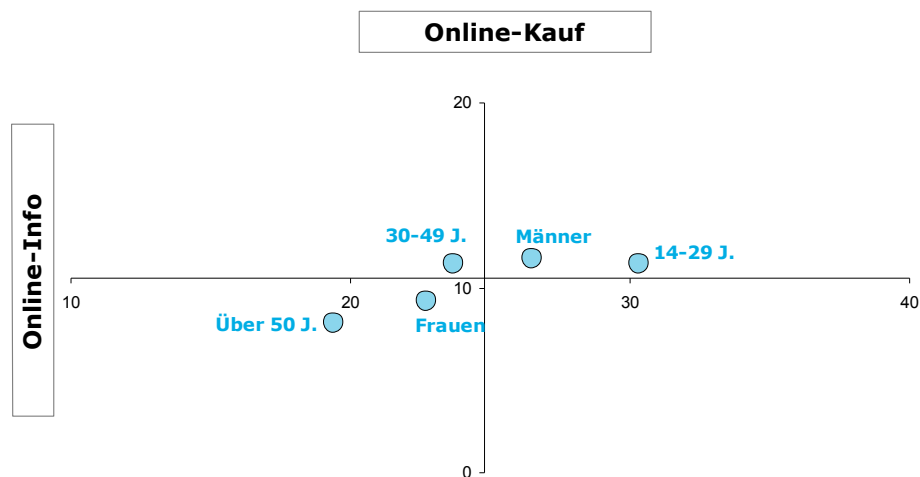 Online-Kauf
20
Online-Info
30-49 J.
Männer
14-29 J.
10
20
10
30
40
Über 50 J.
Frauen
0